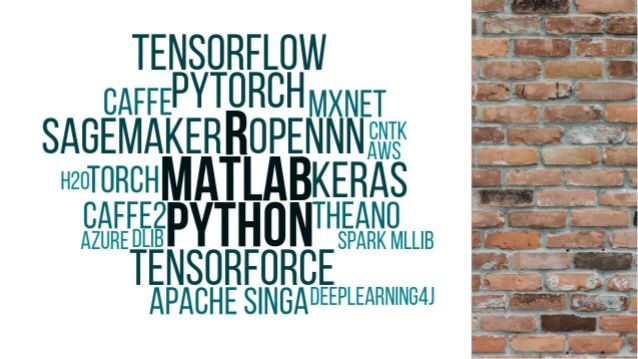 TENSORFLOW
CAFFE PYTORCH MXNET
SAGEMAKER R OPENNN CNTK
AWS
H2O TORCH MATLAB KERAS
CAFFE2 PYTHON THEANO
AZURE DLIB SPARK MLLIB
TENSORFORCE
APACHE SINGA DEEPLEARNING4J